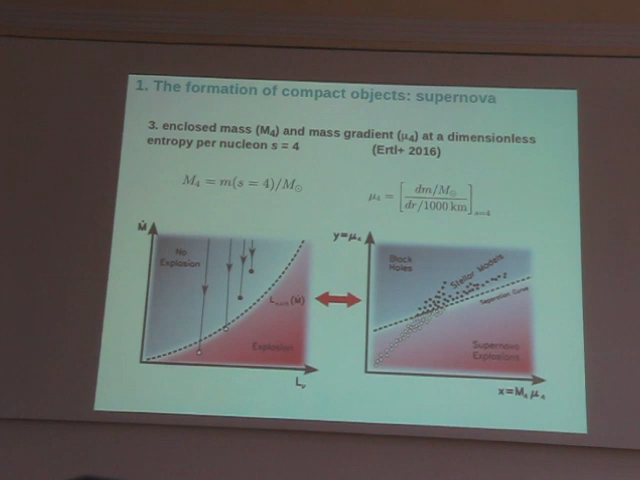 1. The formation of compact objects: supernova
3. enclosed mass (M₄) and mass gradient (μ₄) at a dimensionless
entropy per nucleon s = 4 (Ertl+ 2016)
M₄ = m(s = 4)/M⊙
μ₄ = [dm/M⊙ / dr/1000 km]ₛ₌₄
Ṁ
No
Explosion
(Ṁ)
Explosion
Lᵥ
y=μ₄
Black
Holes
Stellar Models
Separation Curve
Supernova
Explosions
x=M₄μ₄